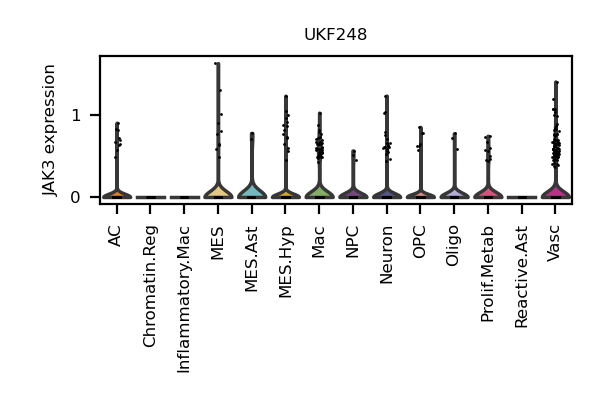 UKF248
JAK3 expression
1
0
AC
Chromatin.Reg
Inflammatory.Mac
MES
MES.Ast
MES.Hyp
Mac
NPC
Neuron
OPC
Oligo
Prolif.Metab
Reactive.Ast
Vasc